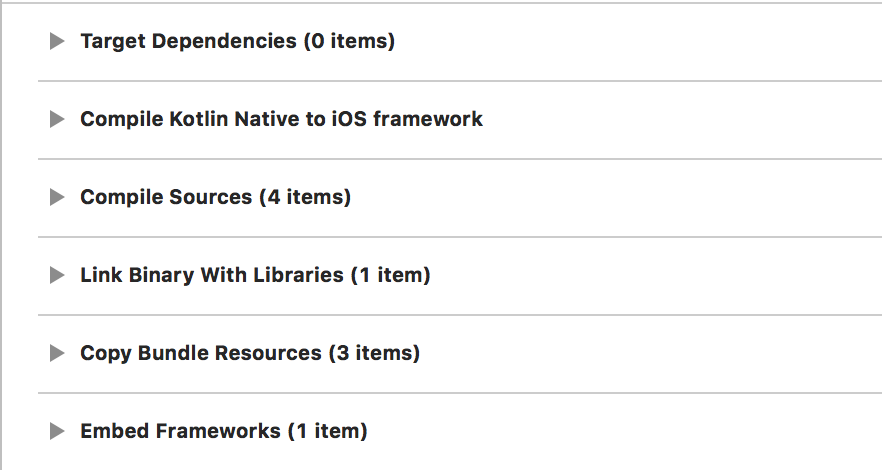 Target Dependencies (0 items)
Compile Kotlin Native to iOS framework
Compile Sources (4 items)
Link Binary With Libraries (1 item)
Copy Bundle Resources (3 items)
Embed Frameworks (1 item)